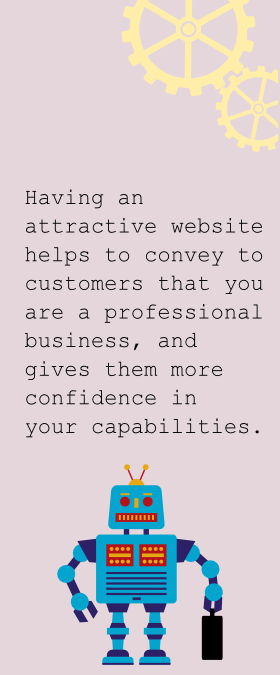 Having an
attractive website
helps to convey to
customers that you
are a professional
business, and
gives them more
confidence in
your capabilities.